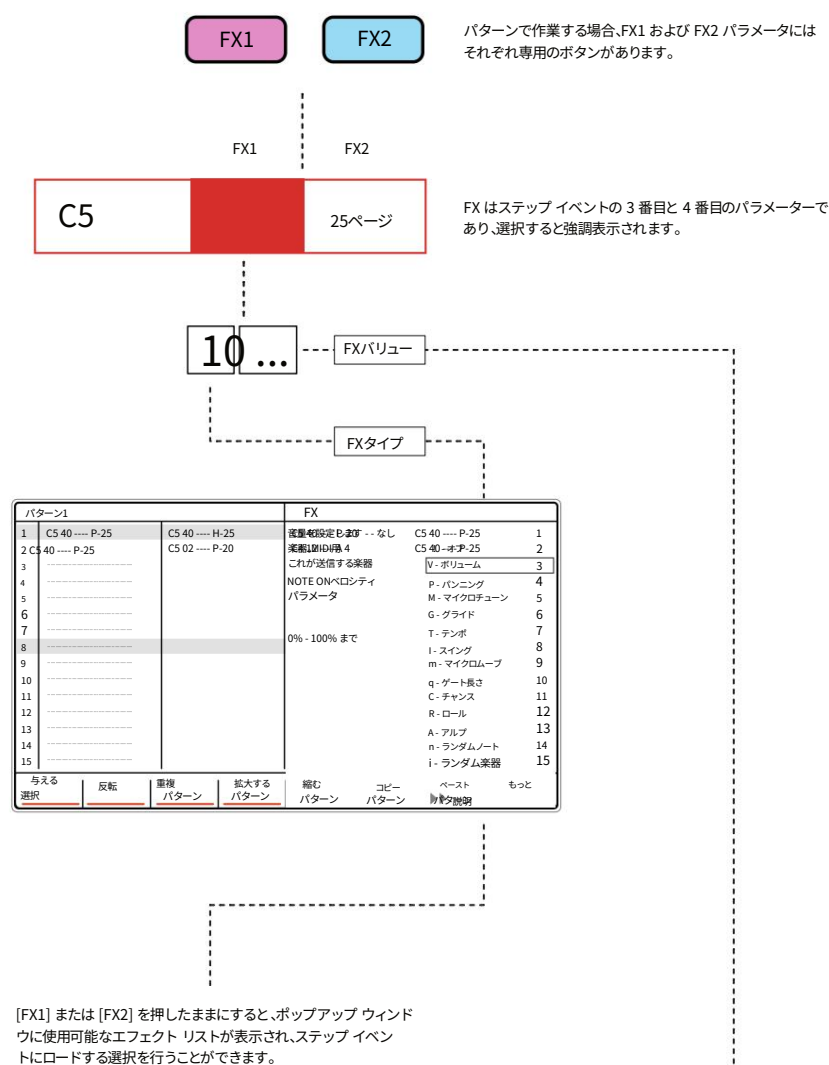 FX1
FX2
パターンで作業する場合、FX1 および FX2 パラメータには
それぞれ専用のボタンがあります。
FX1
FX2
C5
25ページ
FX はステップ イベントの 3 番目と 4 番目のパラメーターで
あり、選択すると強調表示されます。
10 ...
FXバリュー
FXタイプ
パターン1
FX
1 C5 40 ---- P-25
C5 40 ---- H-25
- - なし
C5 40 ---- P-25
1
2 C5 40 ---- P-25
C5 02 ---- P-20
2
3
これが送信する楽器
V - ボリューム
3
4
NOTE ONベロシティ
P - パンニング
4
5
パラメータ
M - マイクロチューン
5
6
G - グライド
6
7
0% - 100% まで
T - テンポ
7
8
I - スイング
8
9
m - マイクロムーブ
9
10
q - ゲート長さ
10
11
C - チャンス
11
12
R - ロール
12
13
A - アルプ
13
14
n - ランダムノート
14
15
i - ランダム楽器
15
与える
選択
反転
重複
パターン
拡大する
パターン
縮む
パターン
コピー
パターン
ペースト
もっと
[FX1] または [FX2] を押したままにすると、ポップアップ ウィンド
ウに使用可能なエフェクト リストが表示され、ステップ イベン
トにロードする選択を行うことができます。